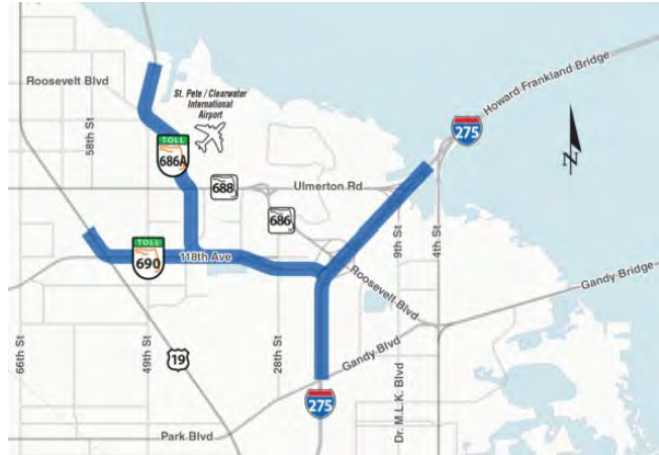 Howard Frankland Bridge
Roosevelt Blvd
St. Pete / Clearwater
International
Airport
275
58th St
TOLL
686A
688
Ulmerton Rd
686
TOLL
690
118th Ave
9th St
4th St
Roosevelt Blvd
Gandy Bridge
N
66th St
49th St
19
28th St
Gandy Blvd
Dr. M.L.K. Blvd
275
Park Blvd